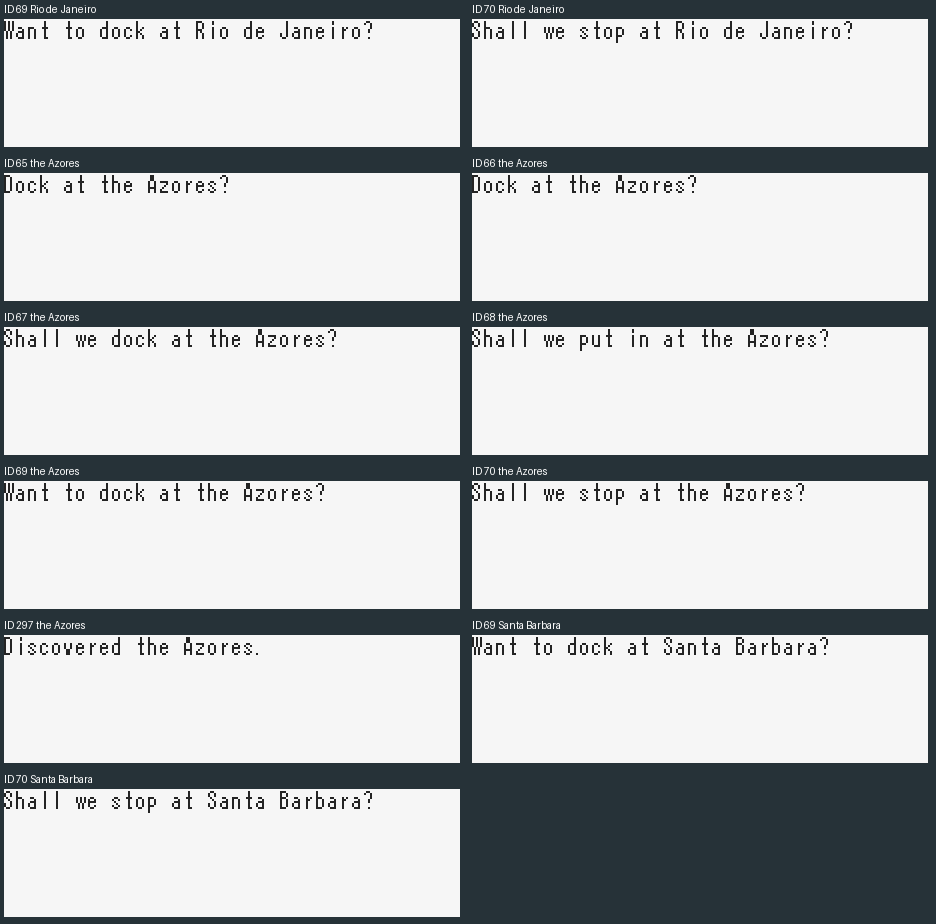 ID69 Rio de Janeiro
Want to dock at Rio de Janeiro?
ID70 Rio de Janeiro
Shall we stop at Rio de Janeiro?
ID65 the Azores
Dock at the Azores?
ID66 the Azores
Dock at the Azores?
ID67 the Azores
Shall we dock at the Azores?
ID68 the Azores
Shall we put in at the Azores?
ID69 the Azores
Want to dock at the Azores?
ID70 the Azores
Shall we stop at the Azores?
ID297 the Azores
Discovered the Azores.
ID69 Santa Barbara
Want to dock at Santa Barbara?
ID70 Santa Barbara
Shall we stop at Santa Barbara?